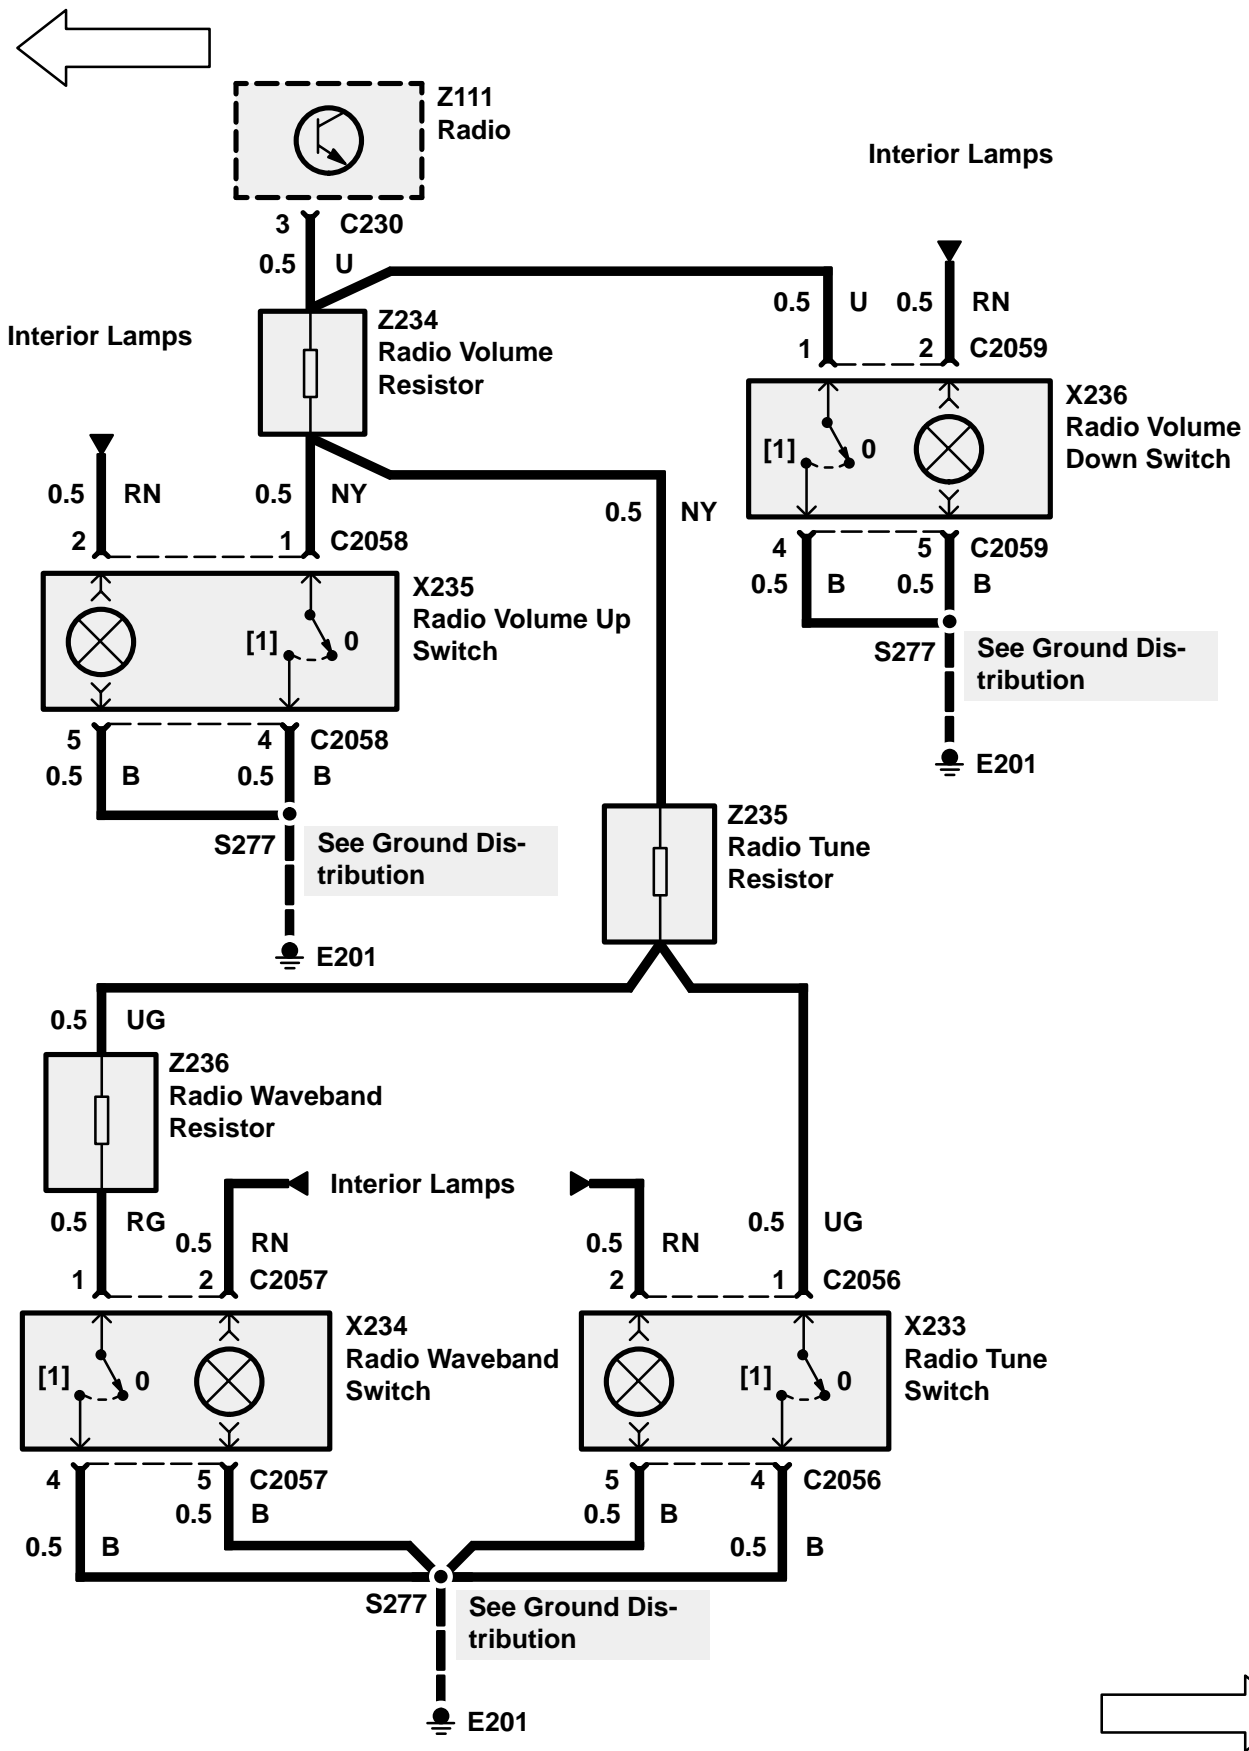 Z111
Radio
Interior Lamps
3 C230
0.5 U
0.5 U 0.5 RN
Z234
Radio Volume
Resistor
Interior Lamps
1 2 C2059
X236
Radio Volume
Down Switch
[1] 0
0.5 RN 0.5 NY
0.5 NY
2 1 C2058
4 5 C2059
0.5 B 0.5 B
X235
Radio Volume Up
Switch
[1] 0
S277
See Ground Dis-
tribution
5 4 C2058
0.5 B 0.5 B
E201
Z235
Radio Tune
Resistor
S277
See Ground Dis-
tribution
E201
0.5 UG
Z236
Radio Waveband
Resistor
Interior Lamps
0.5 RG
0.5 RN
0.5 RN
0.5 UG
1 2 C2057
2 1 C2056
X234
Radio Waveband
Switch
[1] 0
X233
Radio Tune
Switch
[1] 0
4 5 C2057
5 4 C2056
0.5 B
0.5 B
0.5 B
0.5 B
S277
See Ground Dis-
tribution
E201